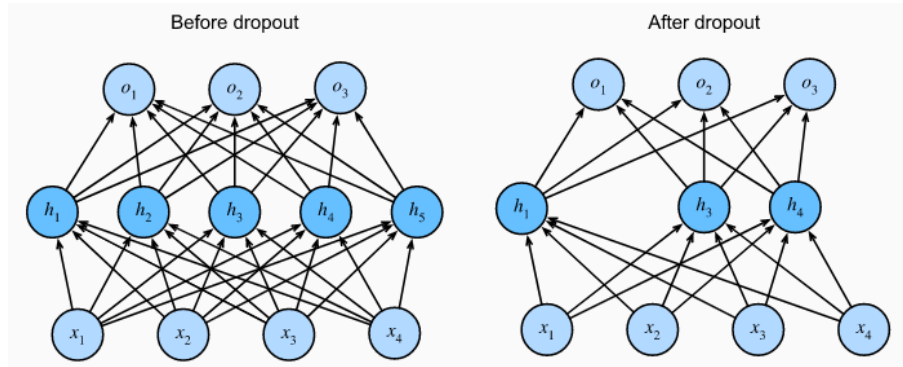 Before dropout
After dropout
o₁ o₂ o₃
o₁ o₂ o₃
h₁ h₂ h₃ h₄ h₅
h₁ h₃ h₄
x₁ x₂ x₃ x₄
x₁ x₂ x₃ x₄